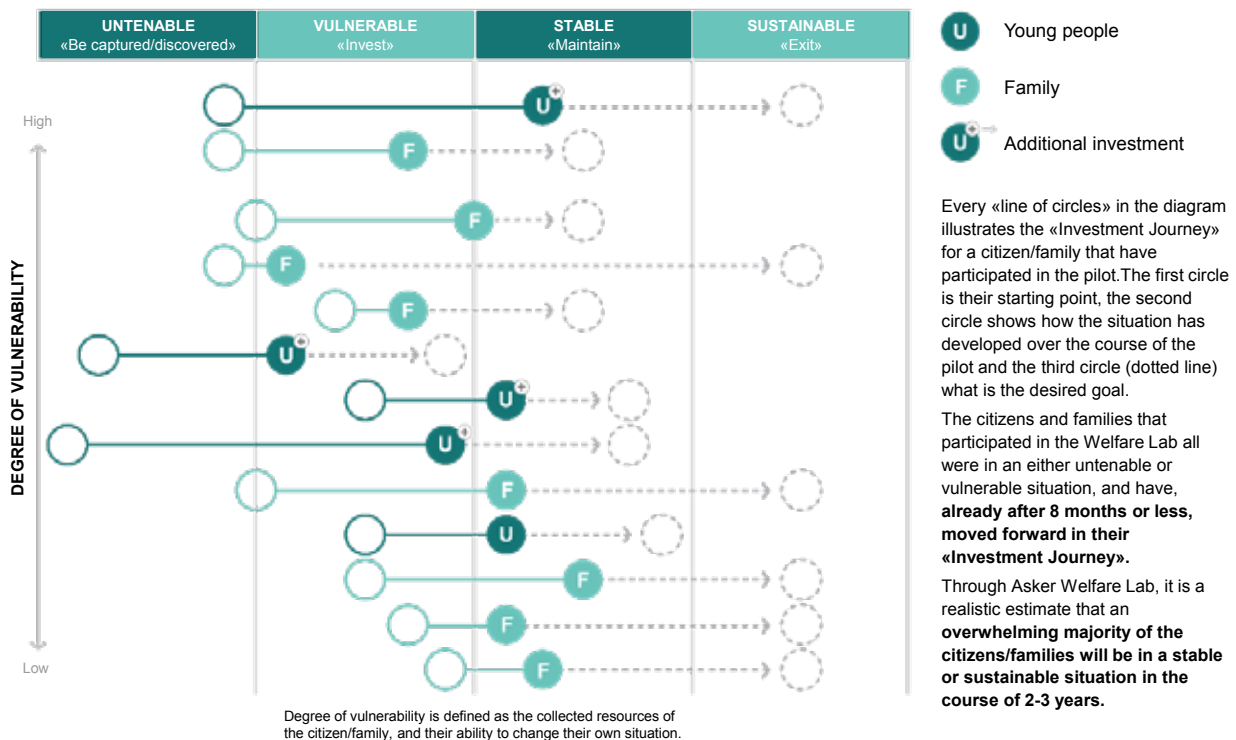 UNTENABLE
«Be captured/discovered»
VULNERABLE
«Invest»
STABLE
«Maintain»
SUSTAINABLE
«Exit»
High
DEGREE OF VULNERABILITY
Low
U
F
F
F
F
U
U
U
F
U
F
F
F
Degree of vulnerability is defined as the collected resources of
the citizen/family, and their ability to change their own situation.
U Young people
F Family
U Additional investment
Every «line of circles» in the diagram
illustrates the «Investment Journey»
for a citizen/family that have
participated in the pilot.The first circle
is their starting point, the second
circle shows how the situation has
developed over the course of the
pilot and the third circle (dotted line)
what is the desired goal.
The citizens and families that
participated in the Welfare Lab all
were in an either untenable or
vulnerable situation, and have,
already after 8 months or less,
moved forward in their
«Investment Journey».
Through Asker Welfare Lab, it is a
realistic estimate that an
overwhelming majority of the
citizens/families will be in a stable
or sustainable situation in the
course of 2-3 years.